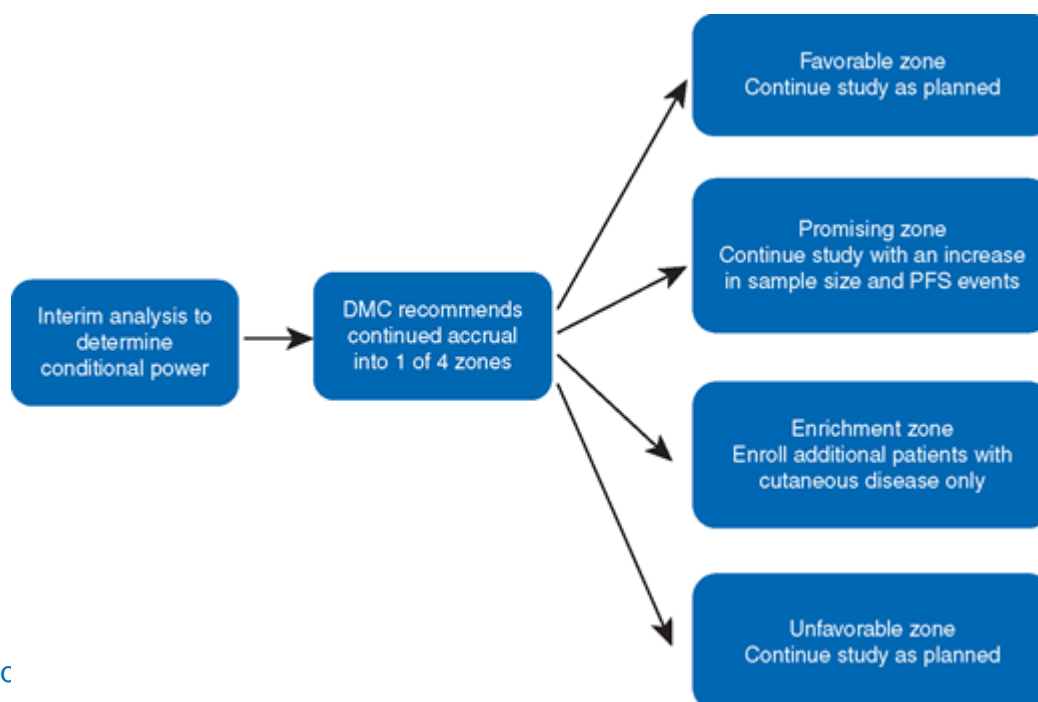 Interim analysis to
determine
conditional power
DMC recommends
continued accrual
into 1 of 4 zones
Favorable zone
Continue study as planned
Promising zone
Continue study with an increase
in sample size and PFS events
Enrichment zone
Enroll additional patients with
cutaneous disease only
Unfavorable zone
Continue study as planned
c